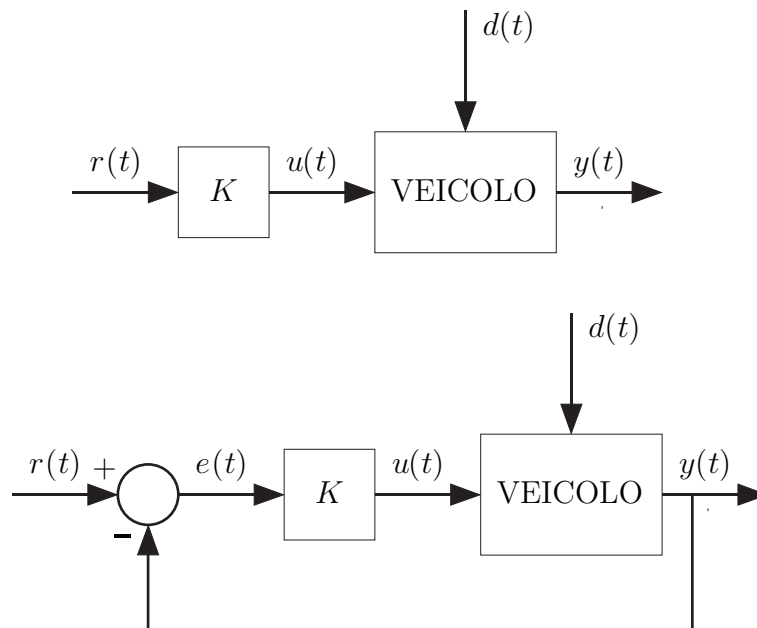 d(t)
r(t) K u(t) VEICOLO y(t)
d(t)
r(t) + e(t) K u(t) VEICOLO y(t)
-